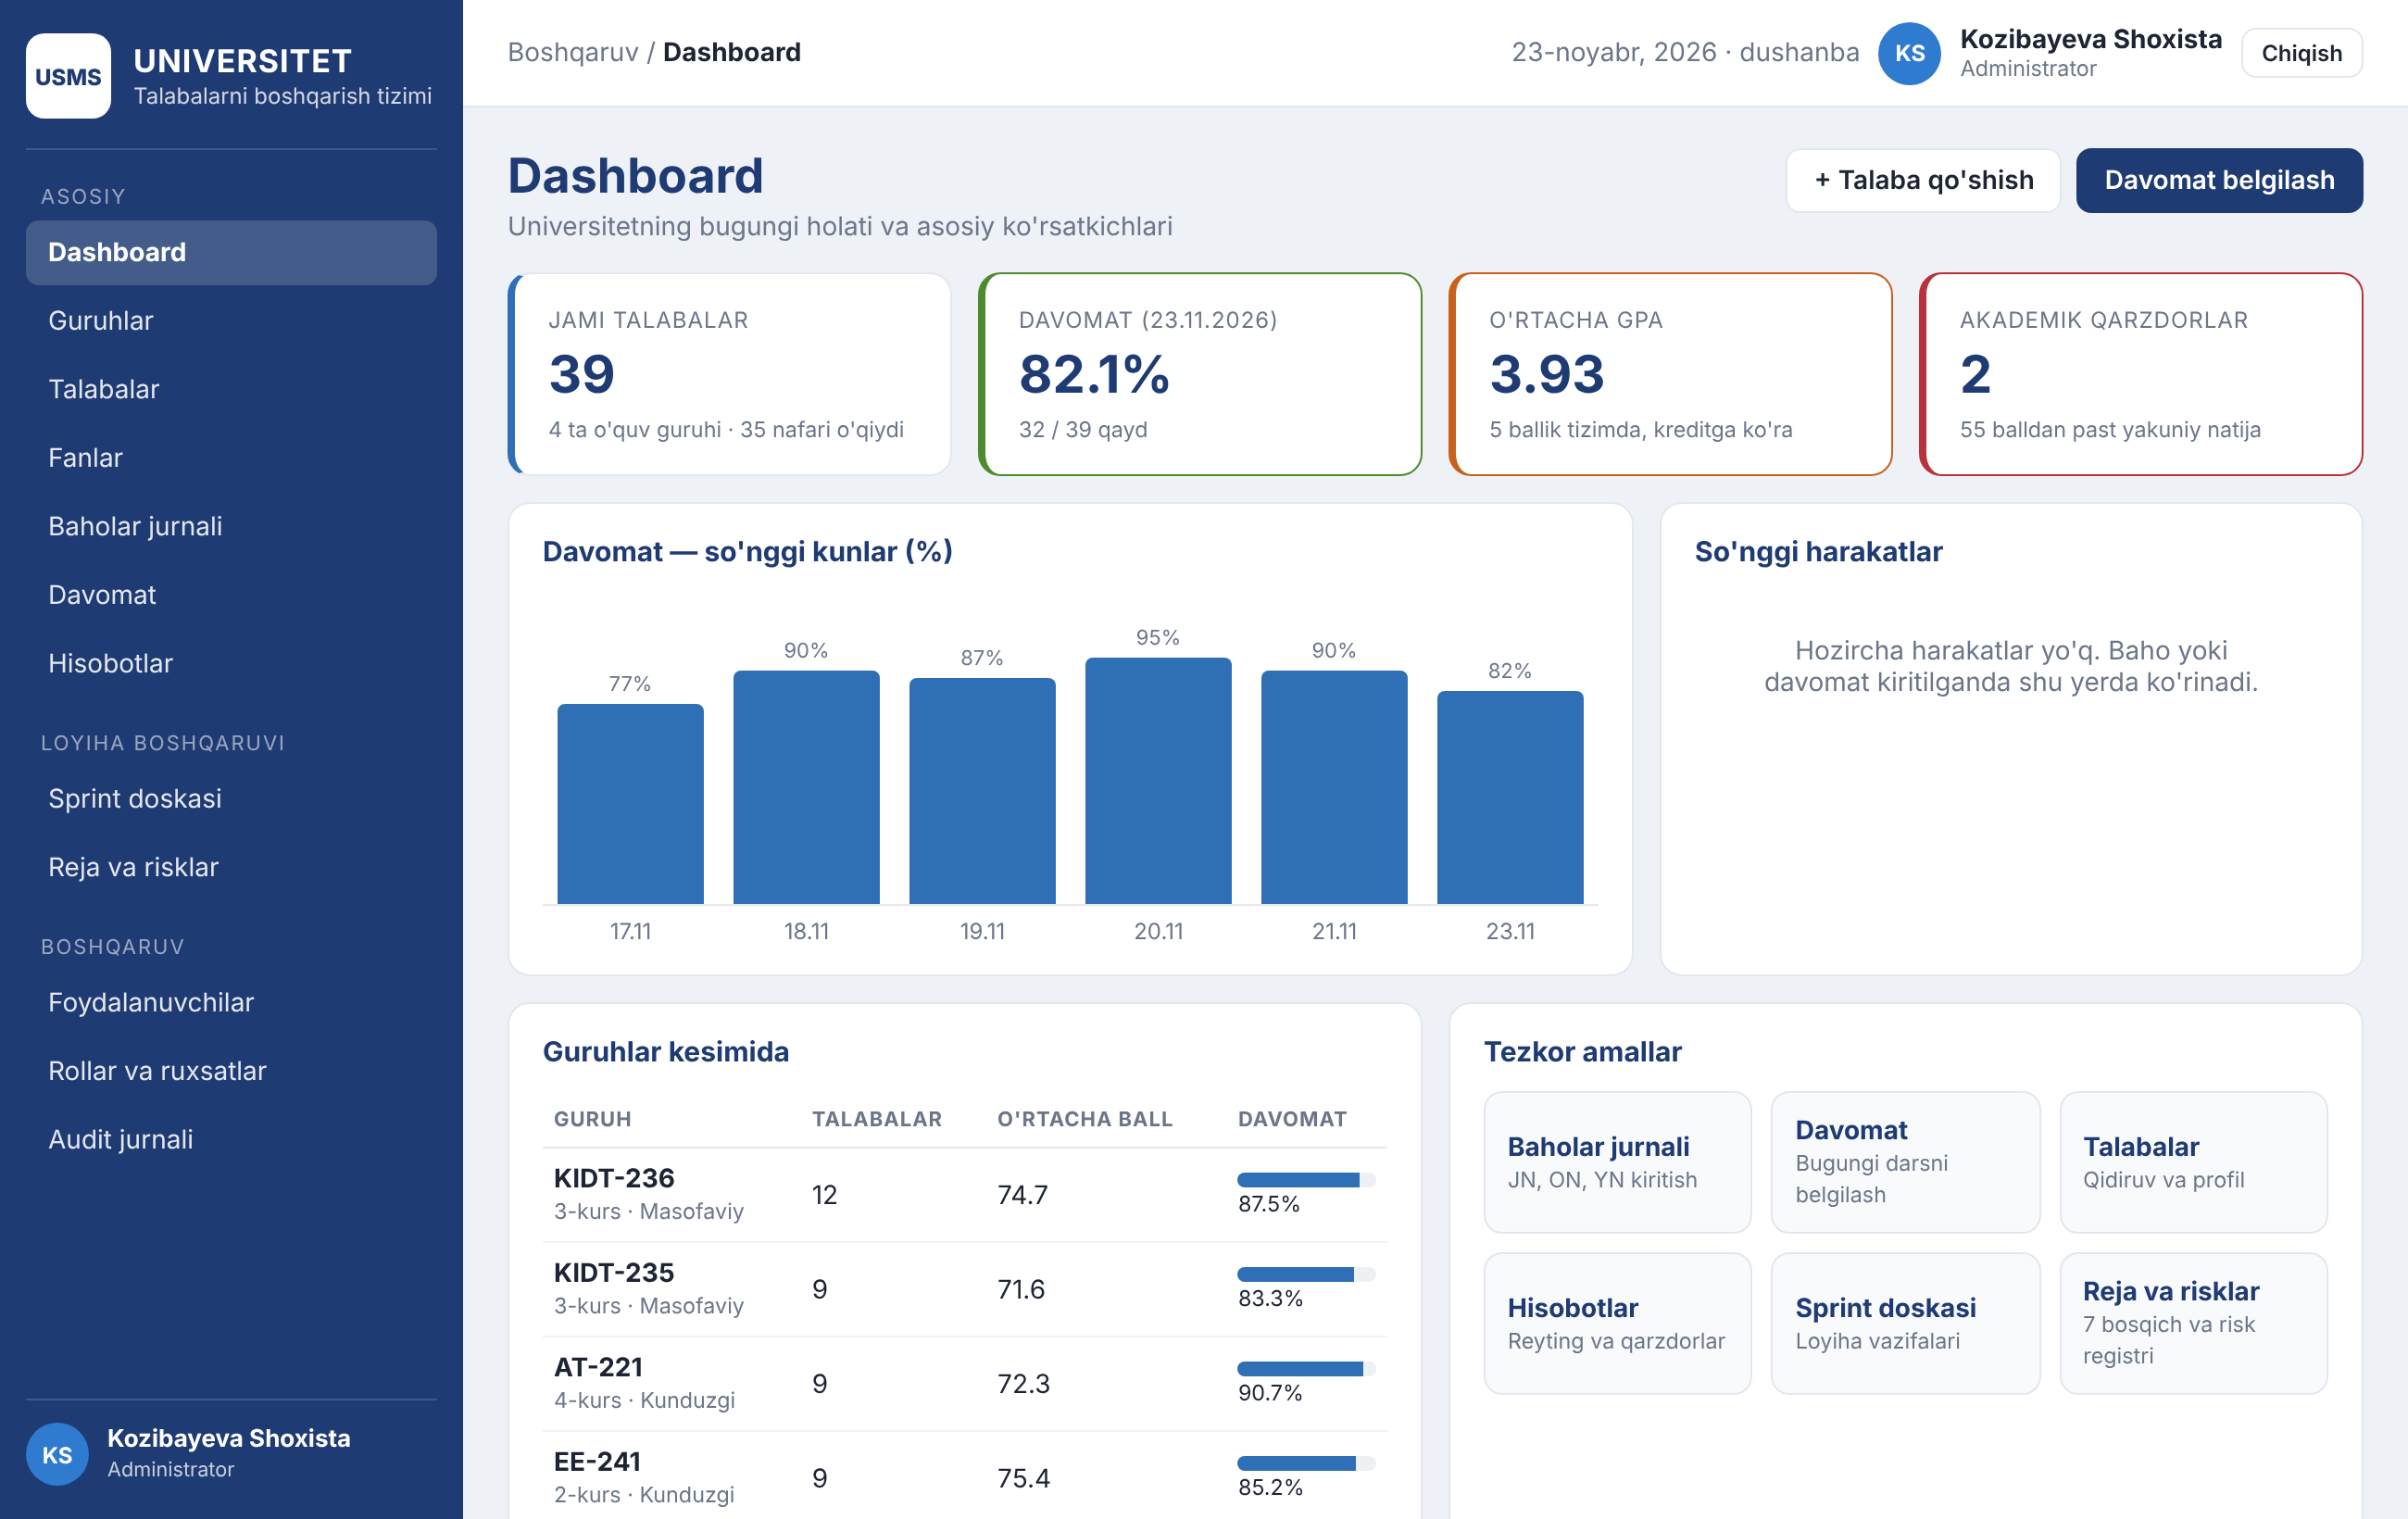 USMS
UNIVERSITET
Talabalarni boshqarish tizimi
ASOSIY
Dashboard
Guruhlar
Talabalar
Fanlar
Baholar jurnali
Davomat
Hisobotlar
LOYIHA BOSHQARUVI
Sprint doskasi
Reja va risklar
BOSHQARUV
Foydalanuvchilar
Rollar va ruxsatlar
Audit jurnali
KS
Kozibayeva Shoxista
Administrator
Boshqaruv / Dashboard
23-noyabr, 2026 · dushanba
KS
Kozibayeva Shoxista
Administrator
Chiqish
Dashboard
Universitetning bugungi holati va asosiy ko'rsatkichlari
+ Talaba qo'shish
Davomat belgilash
JAMI TALABALAR
39
4 ta o'quv guruhi · 35 nafari o'qiydi
DAVOMAT (23.11.2026)
82.1%
32 / 39 qayd
O'RTACHA GPA
3.93
5 ballik tizimda, kreditga ko'ra
AKADEMIK QARZDORLAR
2
55 balldan past yakuniy natija
Davomat — so'nggi kunlar (%)
77%
90%
87%
95%
90%
82%
17.11
18.11
19.11
20.11
21.11
23.11
So'nggi harakatlar
Hozircha harakatlar yo'q. Baho yoki
davomat kiritilganda shu yerda ko'rinadi.
Guruhlar kesimida
GURUH TALABALAR O'RTACHA BALL DAVOMAT
KIDT-236
3-kurs · Masofaviy
12
74.7
87.5%
KIDT-235
3-kurs · Masofaviy
9
71.6
83.3%
AT-221
4-kurs · Kunduzgi
9
72.3
90.7%
EE-241
2-kurs · Kunduzgi
9
75.4
85.2%
Tezkor amallar
Baholar jurnali
JN, ON, YN kiritish
Davomat
Bugungi darsni
belgilash
Talabalar
Qidiruv va profil
Hisobotlar
Reyting va qarzdorlar
Sprint doskasi
Loyiha vazifalari
Reja va risklar
7 bosqich va risk
registri